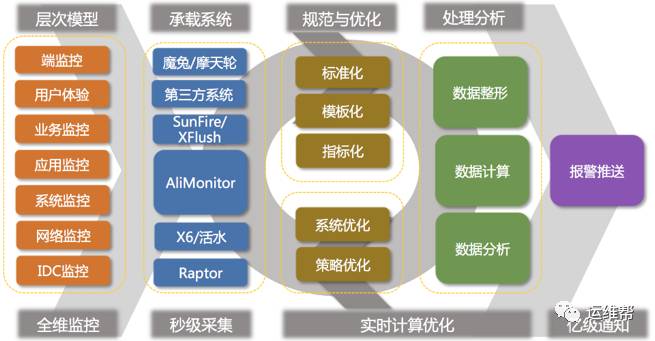 层次模型
承载系统
规范与优化
处理分析
端监控
用户体验
业务监控
应用监控
系统监控
网络监控
IDC监控
魔兔/摩天轮
第三方系统
SunFire/
XFlush
AliMonitor
X6/活水
Raptor
标准化
模板化
指标化
系统优化
策略优化
数据整形
数据计算
数据分析
报警推送
全维监控
秒级采集
实时计算优化
亿级通知
运维帮